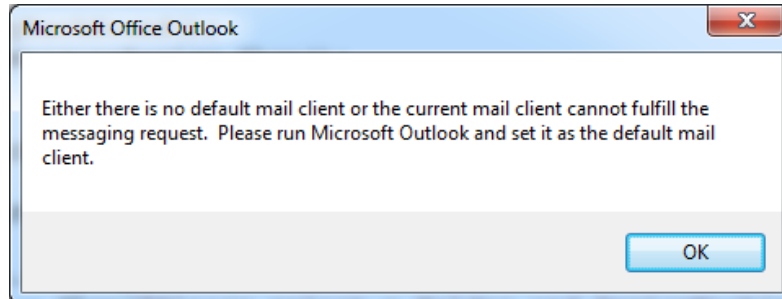 Microsoft Office Outlook
Either there is no default mail client or the current mail client cannot fulfill the
messaging request.  Please run Microsoft Outlook and set it as the default mail
client.
OK